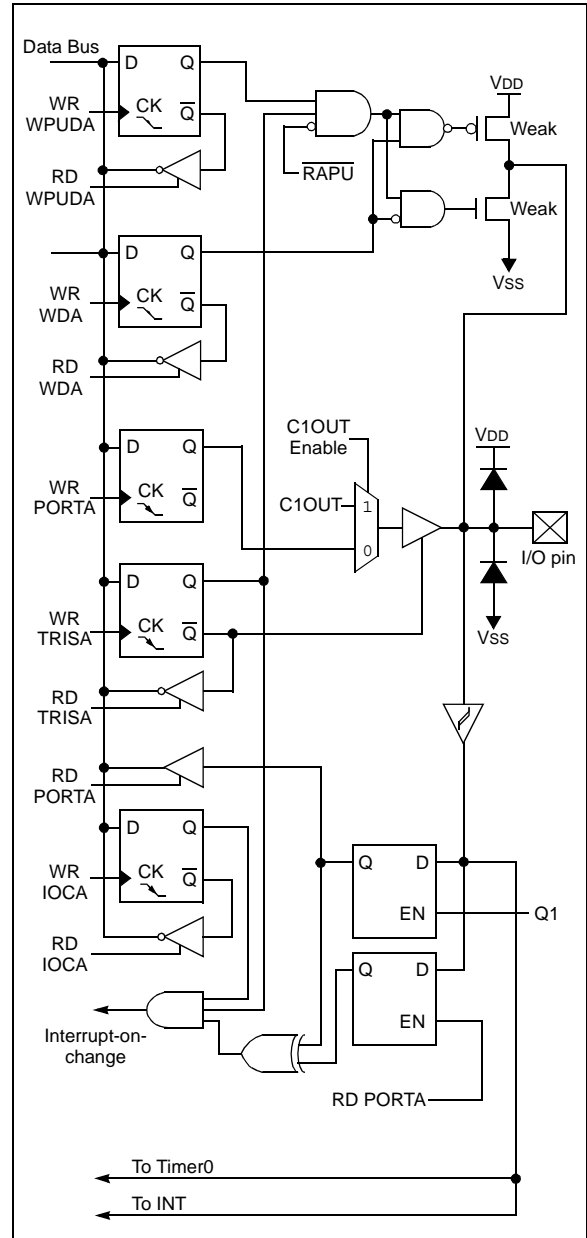 Data Bus
D Q
VDD
WR
WPUDA
CK
Q
Weak
RD
WPUDA
RAPU
Weak
VSS
D Q
WR
WDA
CK
Q
RD
WDA
C1OUT
Enable
VDD
D Q
WR
PORTA
CK
Q
C1OUT
1
0
I/O pin
D Q
WR
TRISA
CK
Q
VSS
RD
TRISA
RD
PORTA
D Q
WR
IOCA
CK
Q
Q D
EN
Q1
RD
IOCA
Q D
EN
Interrupt-on-
change
RD PORTA
To Timer0
To INT